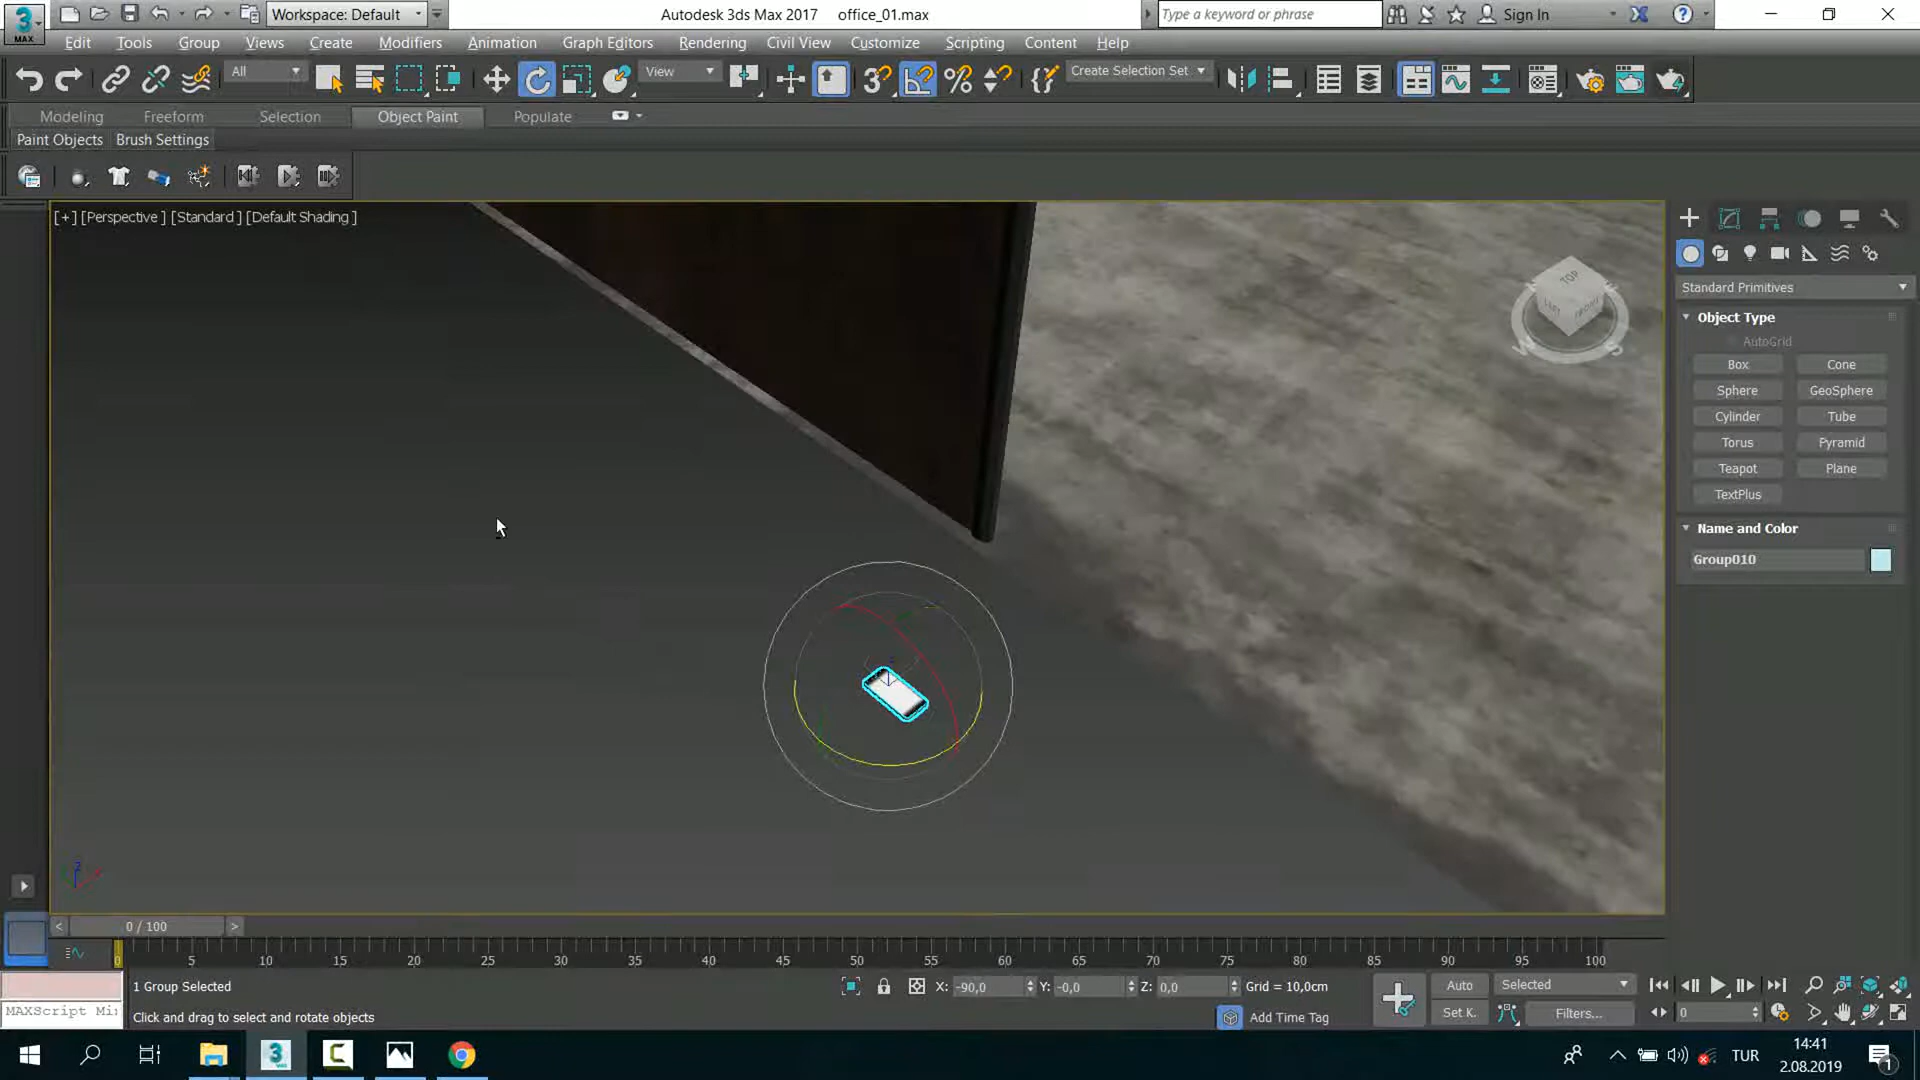 3 MAX
Workspace: Default
Autodesk 3ds Max 2017 office_01.max
Type a keyword or phrase
Sign In
Edit Tools Group Views Create Modifiers Animation Graph Editors Rendering Civil View Customize Scripting Content Help
All
View
Create Selection Set
Modeling Freeform Selection Object Paint Populate
Paint Objects Brush Settings
[+] [Perspective ] [Standard ] [Default Shading ]
TOP
Standard Primitives
Object Type
AutoGrid
Box Cone
Sphere GeoSphere
Cylinder Tube
Torus Pyramid
Teapot Plane
TextPlus
Name and Color
Group010
< 0 / 100 >
0 5 10 15 20 25 30 35 40 45 50 55 60 65 70 75 80 85 90 95 100
1 Group Selected
X: -90,0 Y: -0,0 Z: 0,0 Grid = 10,0cm
Auto Selected
MAXScript Mi
Click and drag to select and rotate objects
Add Time Tag
Set K. Filters... 0
TUR
14:41
2.08.2019
1